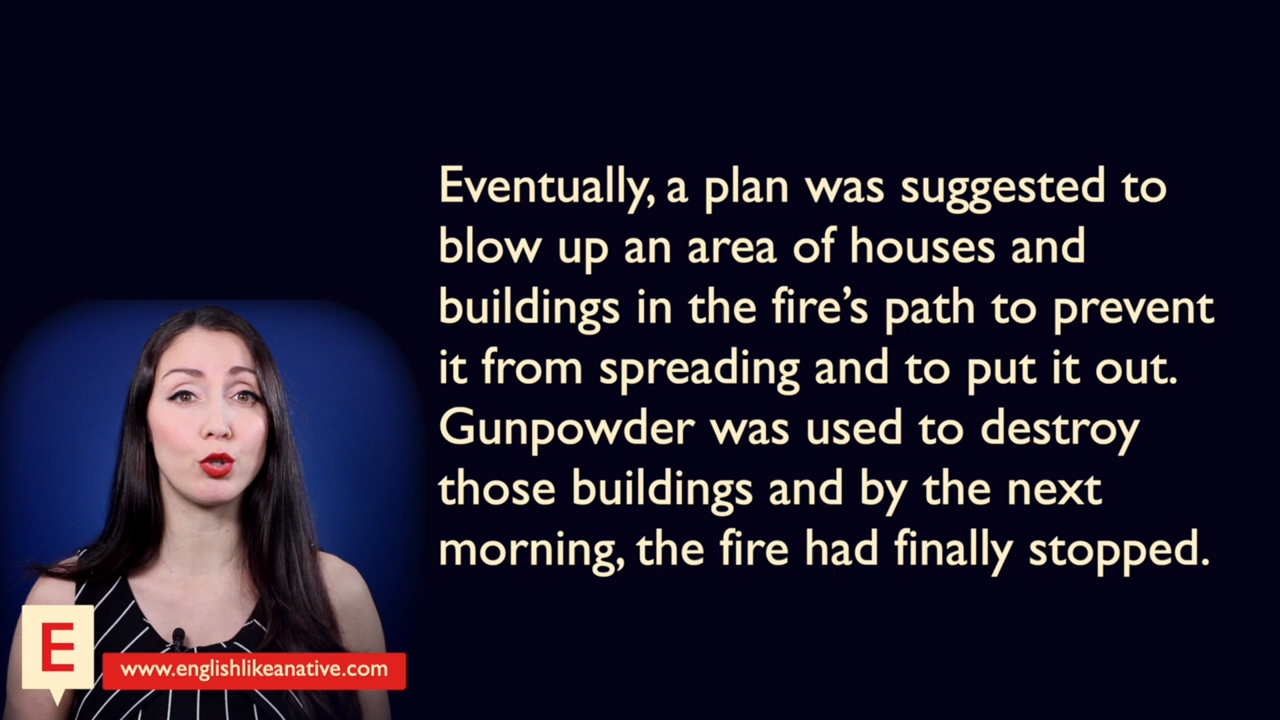 Eventually, a plan was suggested to
blow up an area of houses and
buildings in the fire’s path to prevent
it from spreading and to put it out.
Gunpowder was used to destroy
those buildings and by the next
morning, the fire had finally stopped.
E
www.englishlikeanative.com